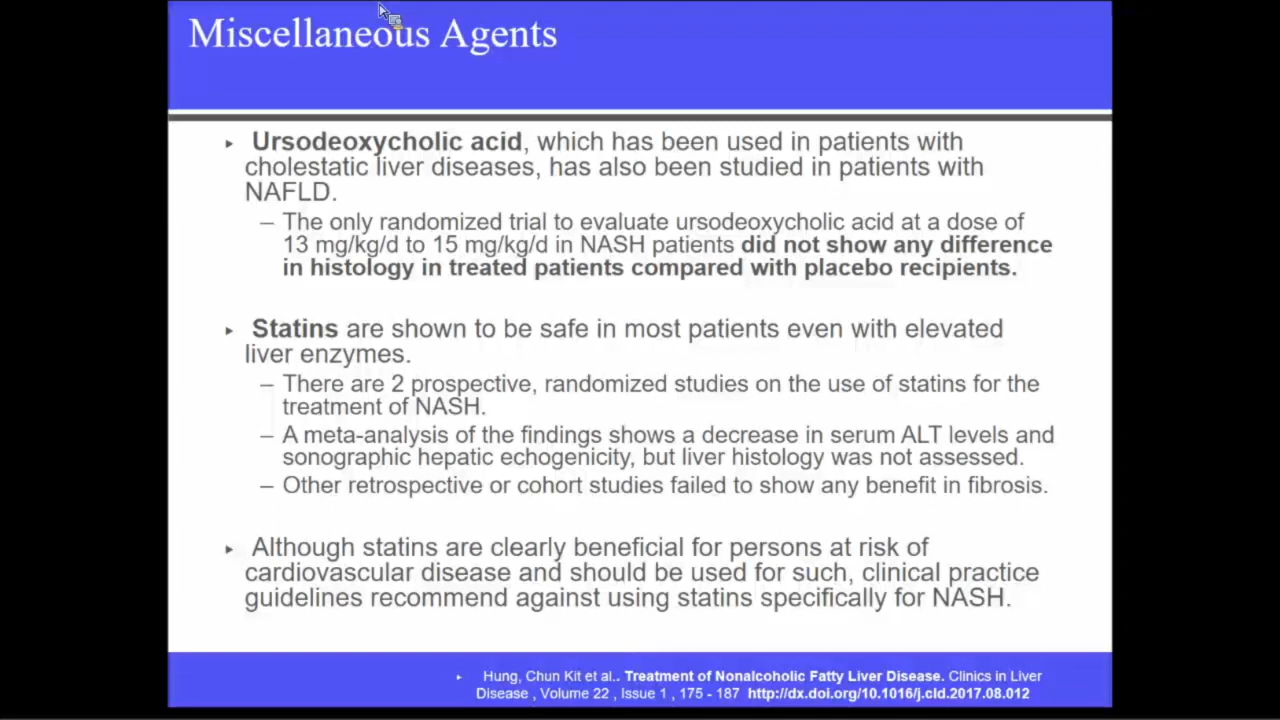 Miscellaneous Agents
▸ Ursodeoxycholic acid, which has been used in patients with
cholestatic liver diseases, has also been studied in patients with
NAFLD.
– The only randomized trial to evaluate ursodeoxycholic acid at a dose of
13 mg/kg/d to 15 mg/kg/d in NASH patients did not show any difference
in histology in treated patients compared with placebo recipients.
▸ Statins are shown to be safe in most patients even with elevated
liver enzymes.
– There are 2 prospective, randomized studies on the use of statins for the
treatment of NASH.
– A meta-analysis of the findings shows a decrease in serum ALT levels and
sonographic hepatic echogenicity, but liver histology was not assessed.
– Other retrospective or cohort studies failed to show any benefit in fibrosis.
▸ Although statins are clearly beneficial for persons at risk of
cardiovascular disease and should be used for such, clinical practice
guidelines recommend against using statins specifically for NASH.
▸ Hung, Chun Kit et al.. Treatment of Nonalcoholic Fatty Liver Disease. Clinics in Liver
Disease , Volume 22 , Issue 1 , 175 - 187 http://dx.doi.org/10.1016/j.cld.2017.08.012